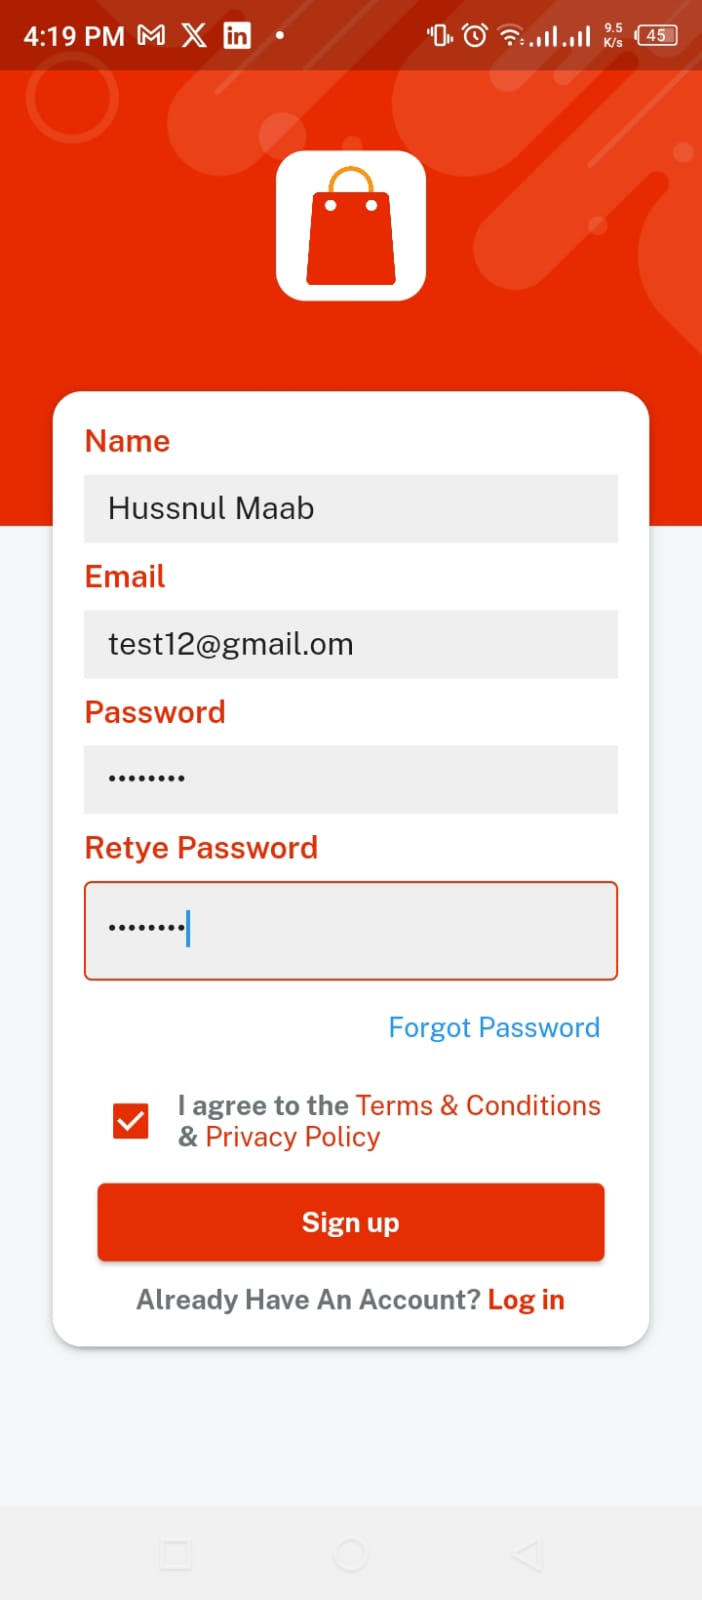 4:19 PM
9.5
K/s
45
Name
Hussnul Maab
Email
test12@gmail.om
Password
••••••••
Retye Password
••••••••
Forgot Password
I agree to the Terms & Conditions
& Privacy Policy
Sign up
Already Have An Account? Log in